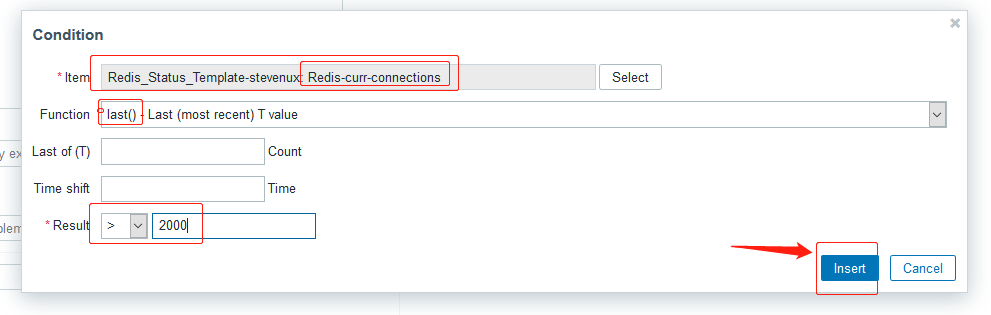 Condition
* Item Redis_Status_Template-stevenux: Redis-curr-connections Select
Function last() - Last (most recent) T value
Last of (T) Count
Time shift Time
* Result > 2000
y ex
blem
Insert Cancel